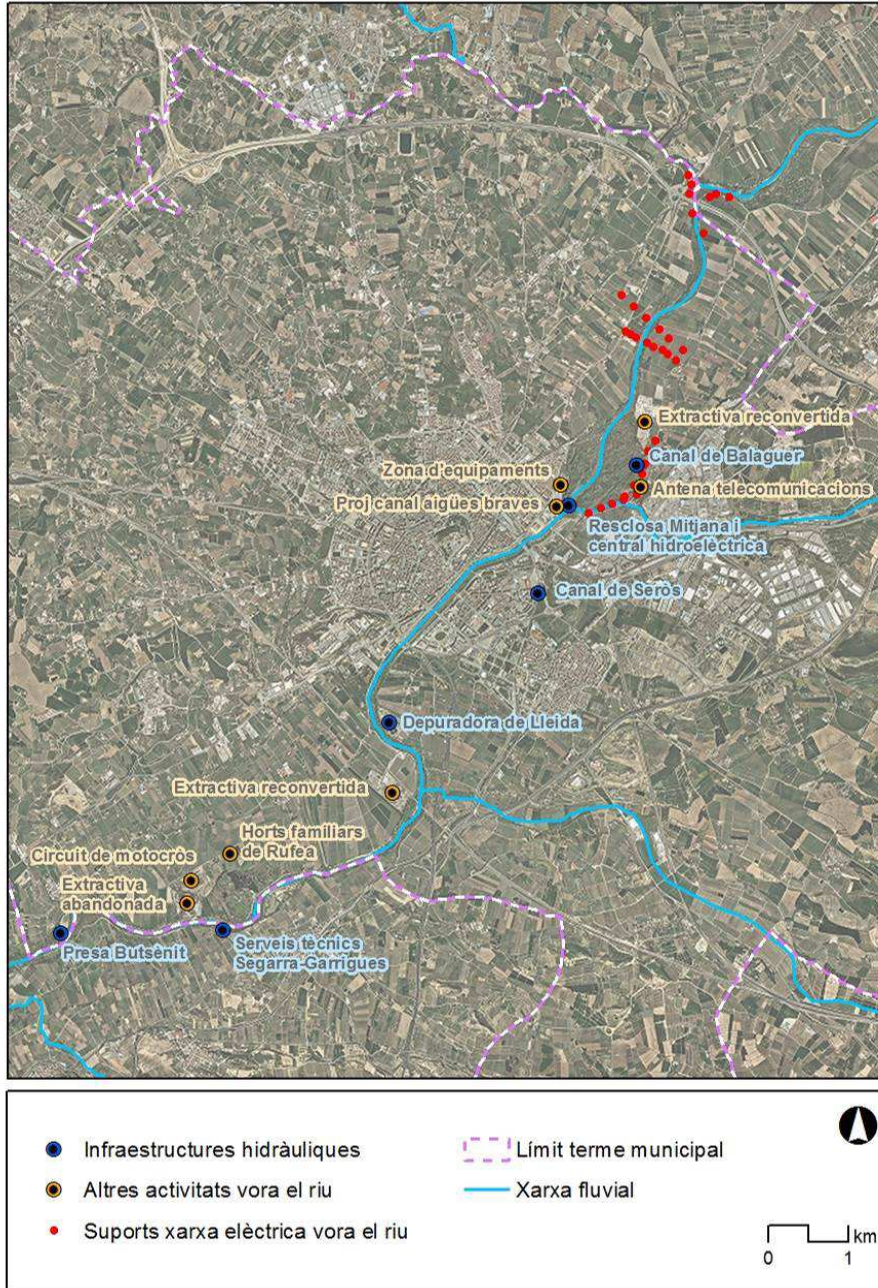 Extractiva reconvertida
Canal de Balaguer
Zona d'equipaments
Antena telecomunicacions
Proj canal aigües braves
Resclosa Mitjana i
central hidroelèctrica
Canal de Seròs
Depuradora de Lleida
Extractiva reconvertida
Horts familiars
de Rufea
Circuit de motocròs
Extractiva
abandonada
Presa Butsènit
Serveis tècnics
Segarra-Garrigues
Infraestructures hidràuliques
Altres activitats vora el riu
Suports xarxa elèctrica vora el riu
Límit terme municipal
Xarxa fluvial
km
0 1